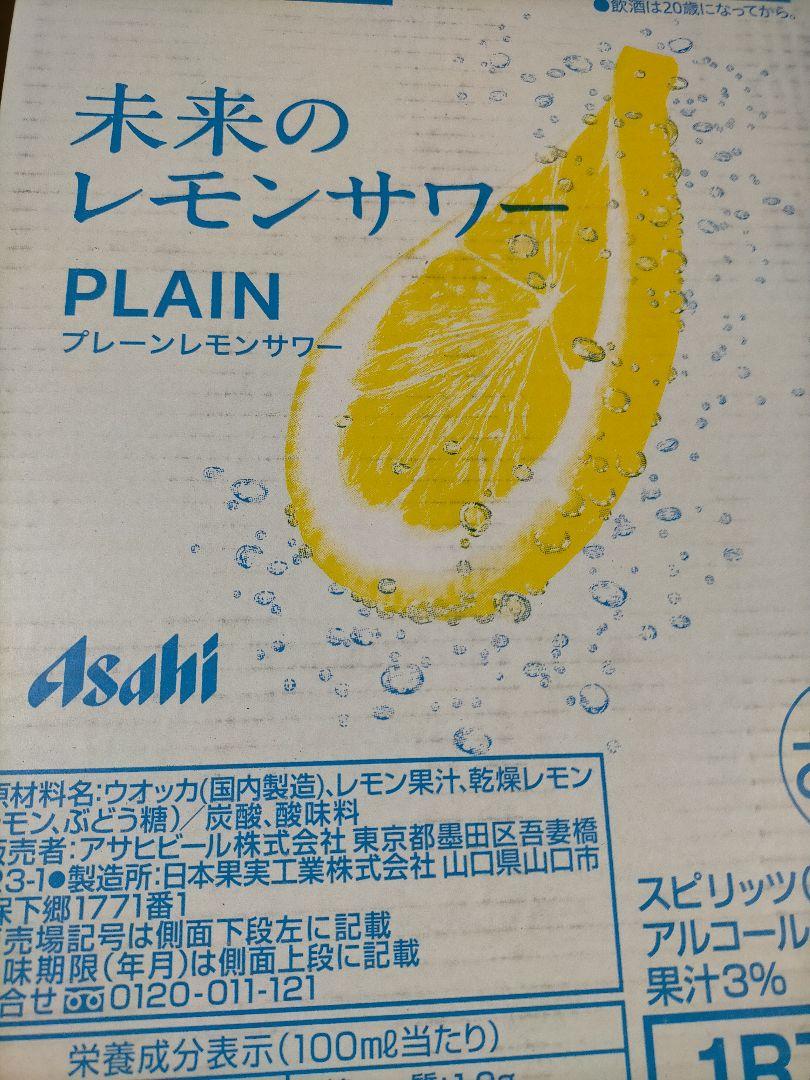 ●飲酒は20歳になってから。
未来の
レモンサワー
PLAIN
プレーンレモンサワー
Asahi
原材料名:ウオッカ(国内製造)、レモン果汁、乾燥レモン
モン、ぶどう糖)/炭酸、酸味料
販売者:アサヒビール株式会社 東京都墨田区吾妻橋
23-1●製造所:日本果実工業株式会社 山口県山口市
保下郷1771番1
売場記号は側面下段左に記載
味期限(年月)は側面上段に記載
合せ 0120-011-121
スピリッツ(
アルコール
果汁3%
栄養成分表示(100mℓ当たり)
質:1.0g